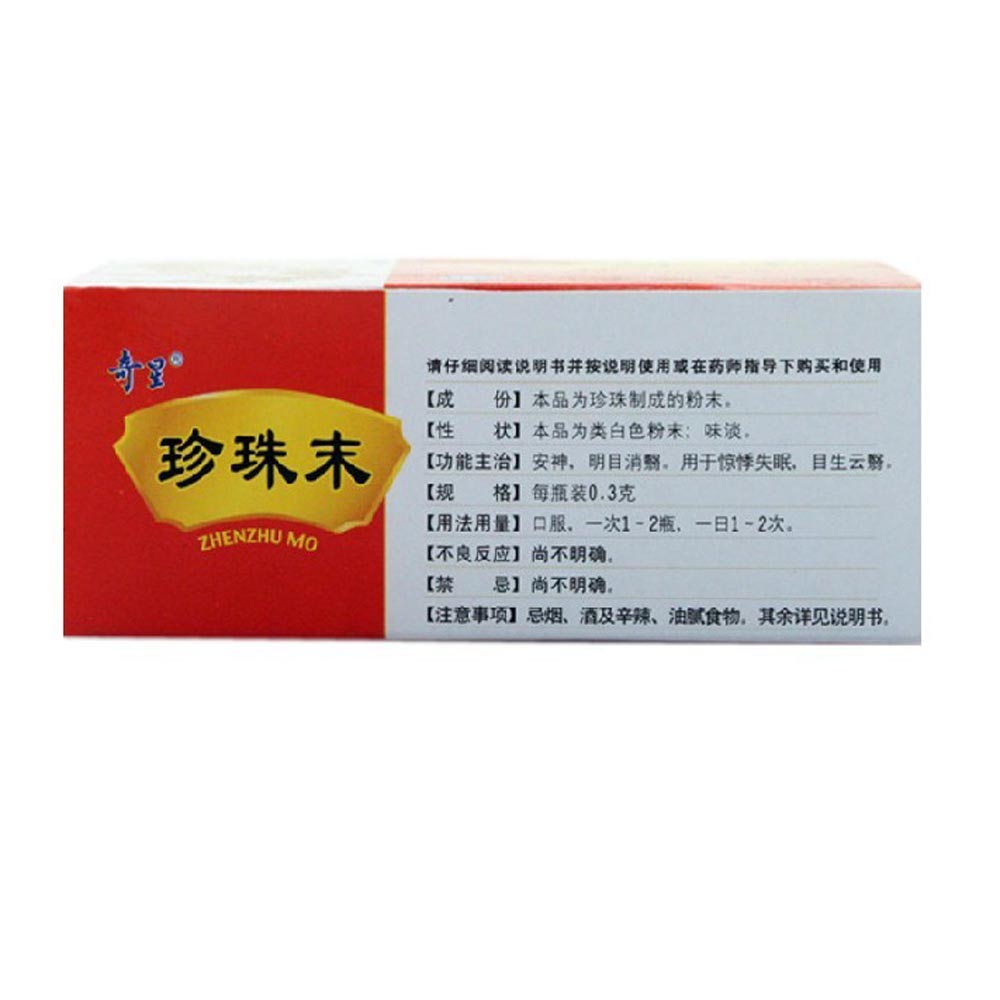 奇星®
珍珠末
ZHENZHU MO
请仔细阅读说明书并按说明使用或在药师指导下购买和使用
【成　份】本品为珍珠制成的粉末。
【性　状】本品为类白色粉末；味淡。
【功能主治】安神、明目消翳。用于惊悸失眠，目生云翳。
【规　格】每瓶装0.3克
【用法用量】口服，一次1-2瓶，一日1-2次。
【不良反应】尚不明确。
【禁　忌】尚不明确。
【注意事项】忌烟、酒及辛辣、油腻食物。其余详见说明书。